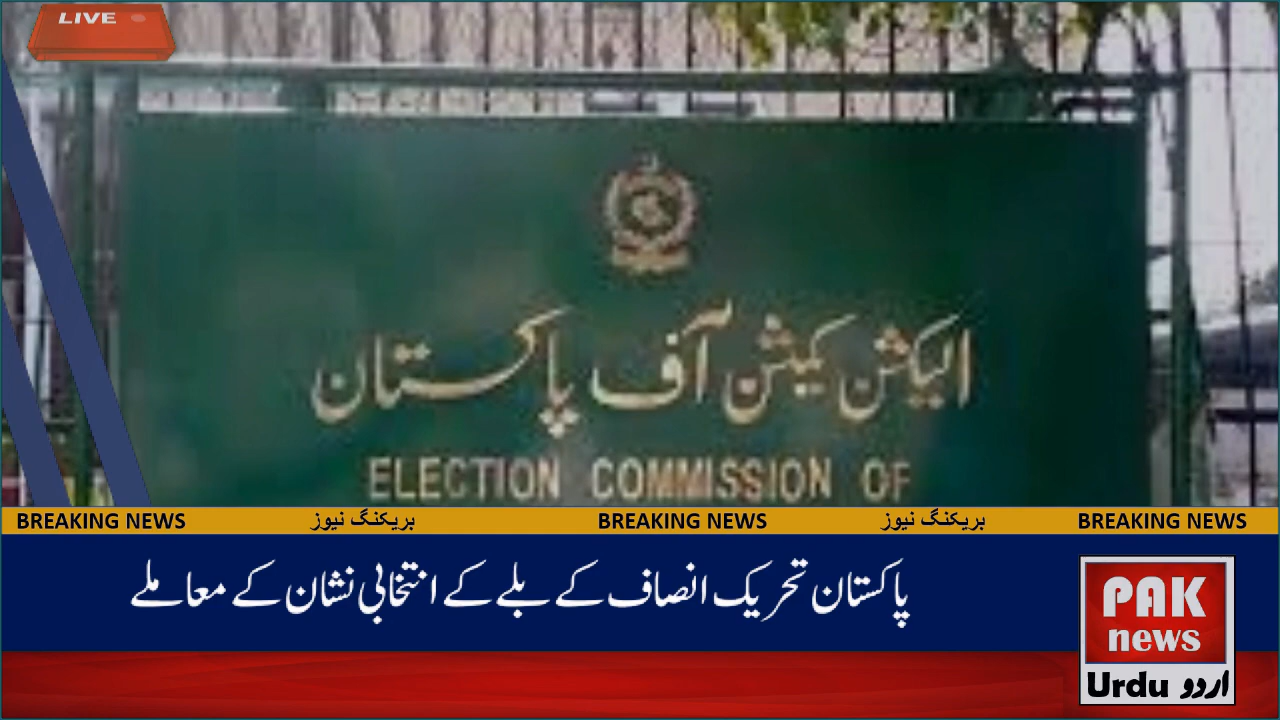 LIVE
الیکشن کمیشن آف پاکستان
ELECTION COMMISSION OF
BREAKING NEWS بریکنگ نیوز BREAKING NEWS بریکنگ نیوز BREAKING NEWS
پاکستان تحریک انصاف کے بلے کے انتخابی نشان کے معاملے
PAK
news
Urdu اردو